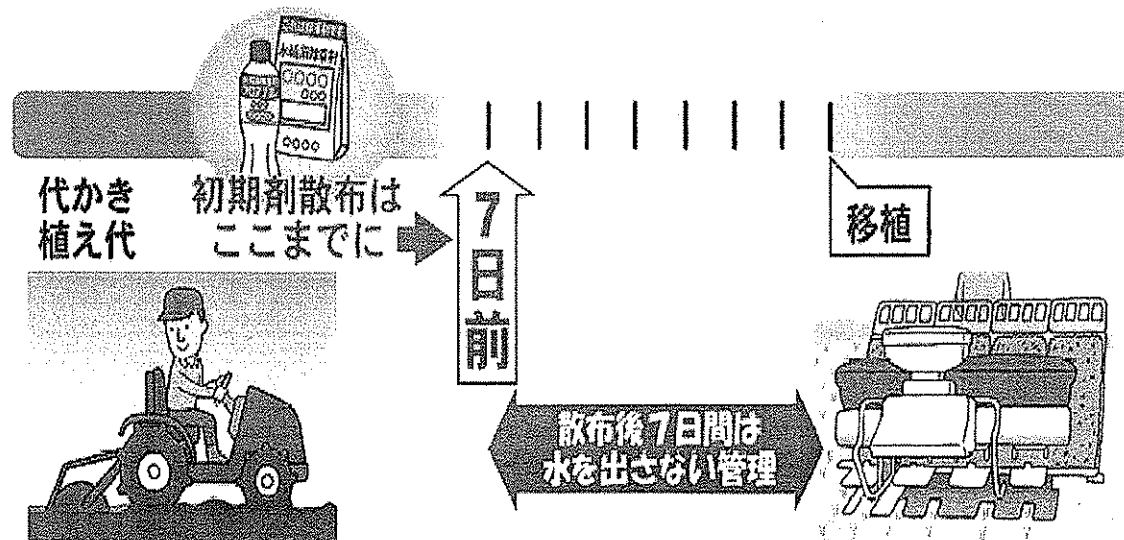 代かき
植え代
初期剤散布は
ここまでに
7日前
移植
散布後7日間は
水を出さない管理